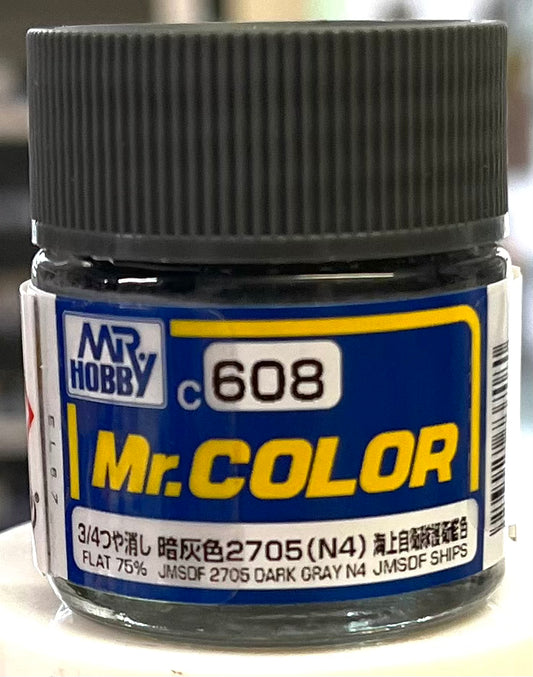 MR. HOBBY
C 608
Mr.COLOR
3/4つや消し 暗灰色2705(N4) 海上自衛隊護衛艦色
FLAT 75% JMSDF 2705 DARK GRAY N4 JMSDF SHIPS